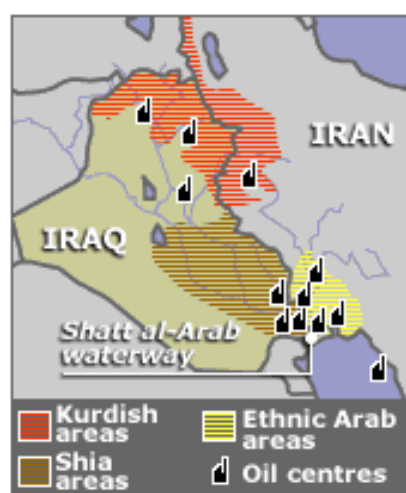 IRAN
IRAQ
Shatt al-Arab
waterway
Kurdish
areas
Ethnic Arab
areas
Shia
areas
Oil centres